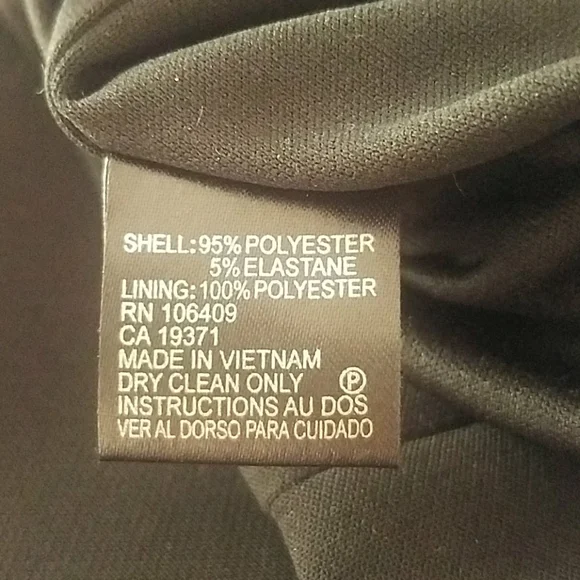 SHELL: 95% POLYESTER
5% ELASTANE
LINING: 100% POLYESTER
RN 106409
CA 19371
MADE IN VIETNAM
DRY CLEAN ONLY Ⓟ
INSTRUCTIONS AU DOS
VER AL DORSO PARA CUIDADO